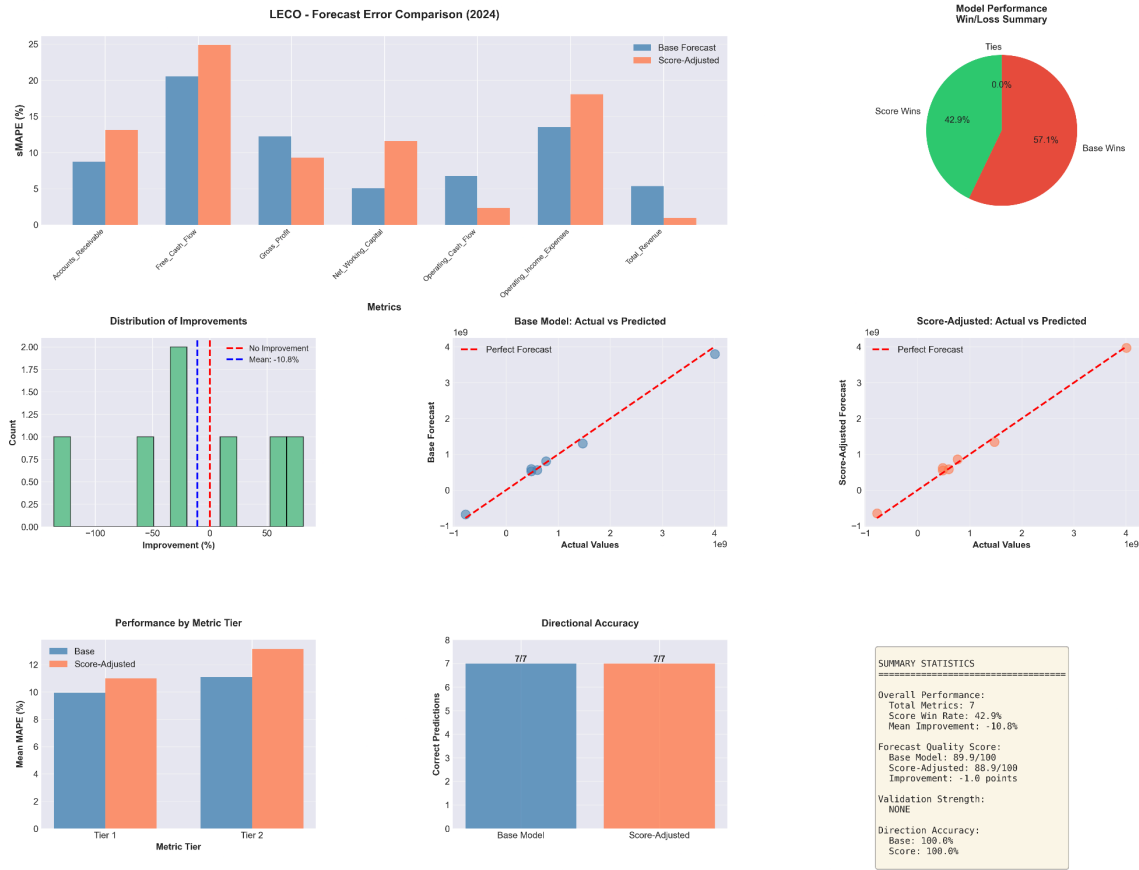 LECO - Forecast Error Comparison (2024)
sMAPE (%)
25
20
15
10
5
0
Base Forecast
Score-Adjusted
Accounts_Receivable
Free_Cash_Flow
Gross_Profit
Net_Working_Capital
Operating_Cash_Flow
Operating_Income_Expenses
Total_Revenue
Metrics
Model Performance
Win/Loss Summary
Ties
0.0%
Score Wins
42.9%
57.1%
Base Wins
Distribution of Improvements
Count
2.00
1.75
1.50
1.25
1.00
0.75
0.50
0.25
0.00
No Improvement
Mean: -10.8%
−100
−50
0
50
Improvement (%)
Base Model: Actual vs Predicted
1e9
Perfect Forecast
Base Forecast
4
3
2
1
0
−1
−1
0
1
2
3
4
Actual Values
1e9
Score-Adjusted: Actual vs Predicted
1e9
Perfect Forecast
Score-Adjusted Forecast
4
3
2
1
0
−1
−1
0
1
2
3
4
Actual Values
1e9
Performance by Metric Tier
Mean MAPE (%)
12
10
8
6
4
2
0
Base
Score-Adjusted
Tier 1
Tier 2
Metric Tier
Directional Accuracy
Correct Predictions
8
7
6
5
4
3
2
1
0
7/7
7/7
Base Model
Score-Adjusted
SUMMARY STATISTICS
===================================
Overall Performance:
Total Metrics: 7
Score Win Rate: 42.9%
Mean Improvement: -10.8%
Forecast Quality Score:
Base Model: 89.9/100
Score-Adjusted: 88.9/100
Improvement: -1.0 points
Validation Strength:
NONE
Direction Accuracy:
Base: 100.0%
Score: 100.0%